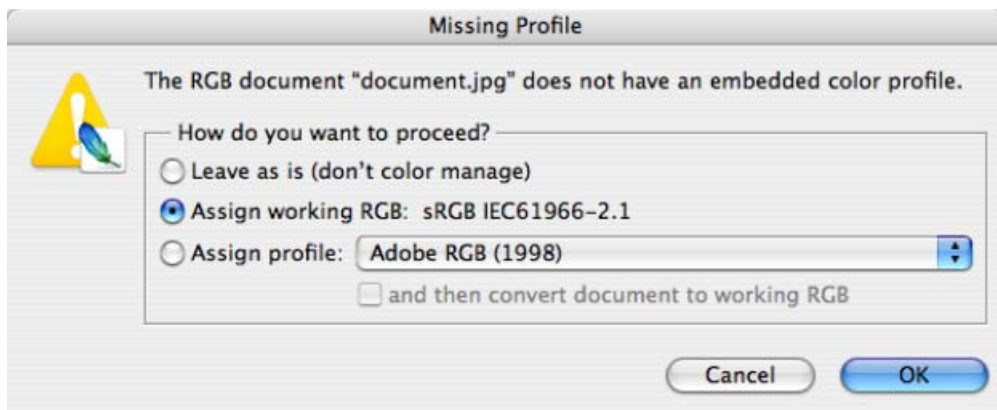 Missing Profile
The RGB document “document.jpg” does not have an embedded color profile.
How do you want to proceed?
Leave as is (don’t color manage)
Assign working RGB: sRGB IEC61966-2.1
Assign profile: Adobe RGB (1998)
and then convert document to working RGB
Cancel OK